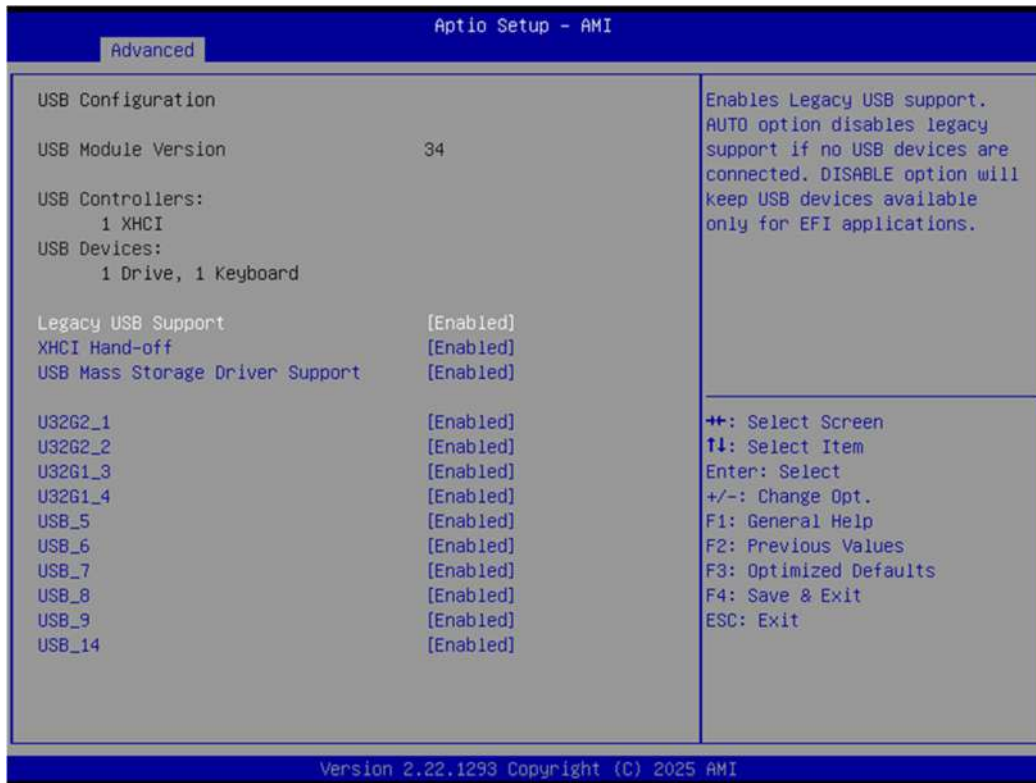 Aptio Setup - AMI
Advanced
USB Configuration
USB Module Version 34
USB Controllers:
1 XHCI
USB Devices:
1 Drive, 1 Keyboard
Legacy USB Support [Enabled]
XHCI Hand-off [Enabled]
USB Mass Storage Driver Support [Enabled]
U32G2_1 [Enabled]
U32G2_2 [Enabled]
U32G1_3 [Enabled]
U32G1_4 [Enabled]
USB_5 [Enabled]
USB_6 [Enabled]
USB_7 [Enabled]
USB_8 [Enabled]
USB_9 [Enabled]
USB_14 [Enabled]
Enables Legacy USB support.
AUTO option disables legacy
support if no USB devices are
connected. DISABLE option will
keep USB devices available
only for EFI applications.
→←: Select Screen
↑↓: Select Item
Enter: Select
+/-: Change Opt.
F1: General Help
F2: Previous Values
F3: Optimized Defaults
F4: Save & Exit
ESC: Exit
Version 2.22.1293 Copyright (C) 2025 AMI